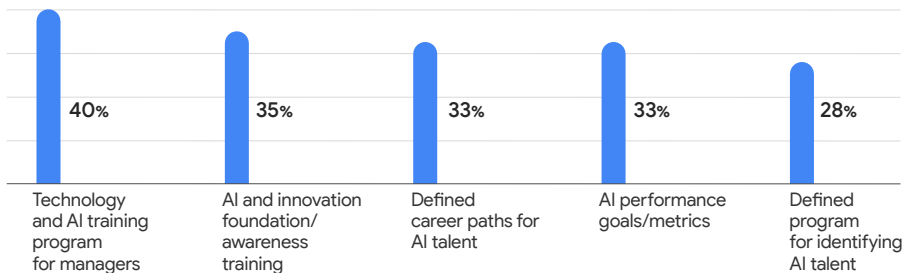 40%
35%
33%
33%
28%
Technology
and AI training
program
for managers
AI and innovation
foundation/
awareness
training
Defined
career paths for
AI talent
AI performance
goals/metrics
Defined
program
for identifying
AI talent